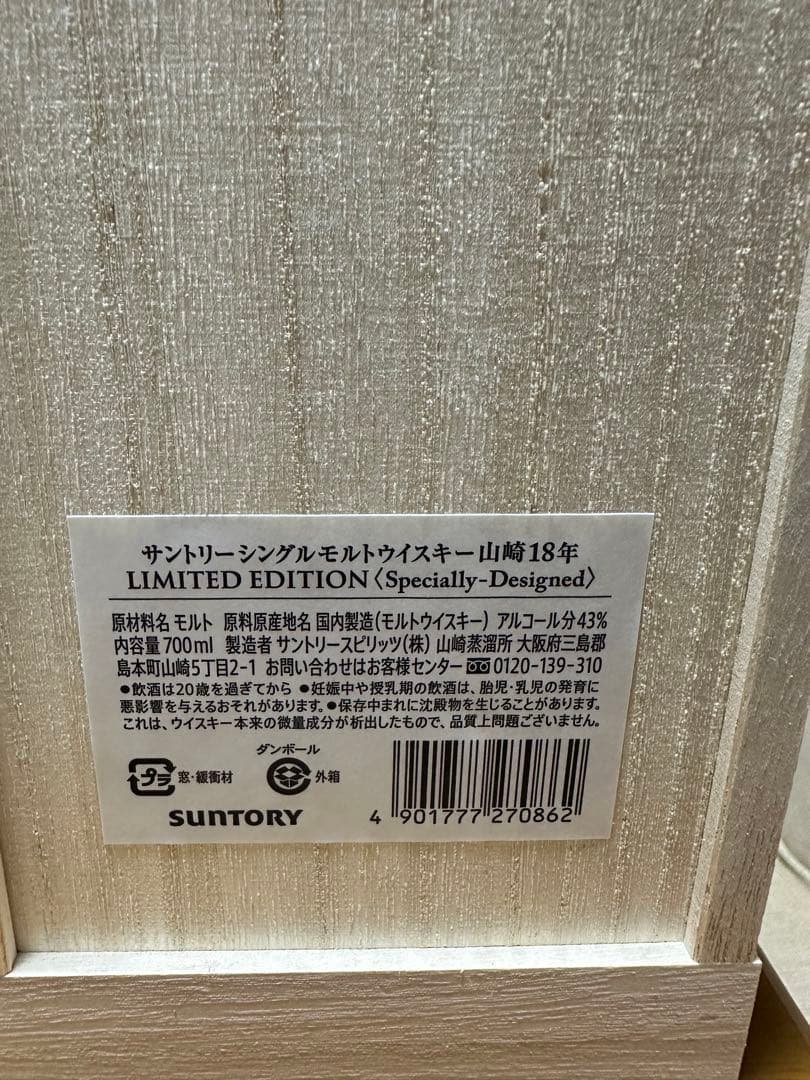 サントリーシングルモルトウイスキー山崎18年
LIMITED EDITION〈Specially-Designed〉
原材料名 モルト 原料原産地名 国内製造(モルトウイスキー) アルコール分43%
内容量700ml 製造者 サントリースピリッツ(株) 山崎蒸溜所 大阪府三島郡
島本町山崎5丁目2-1 お問い合わせはお客様センター 0120-139-310
●飲酒は20歳を過ぎてから ●妊娠中や授乳期の飲酒は、胎児・乳児の発育に
悪影響を与えるおそれがあります。●保存中まれに沈殿物を生じることがあります。
これは、ウイスキー本来の微量成分が析出したもので、品質上問題ございません。
プラ 窓・緩衝材
ダンボール
外箱
SUNTORY
4 901777 270862